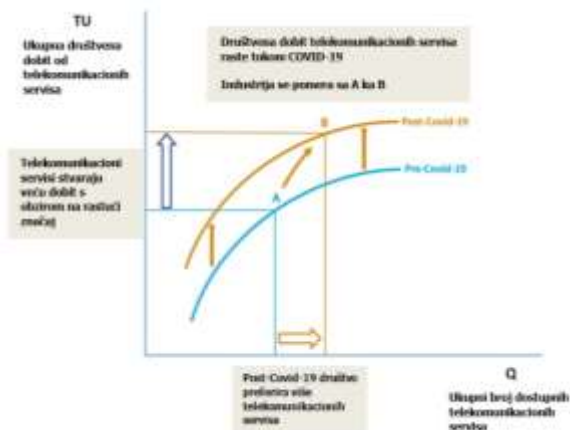 TU
Ukupna društvena
dobit od
telekomunikacionih
servisa
Društvena dobit telekomunikacionih servisa
raste tokom COVID-19
Industrija se pomera sa A ka B
B
Post-Covid-19
Pre-Covid-19
A
Telekomunikacioni
servisi stvaraju
veću dobit s
obzirom na rastući
značaj
Post-Covid-19 društvo
preferira više
telekomunikacionih
servisa
Q
Ukupni broj dostupnih
telekomunikacionih
servisa